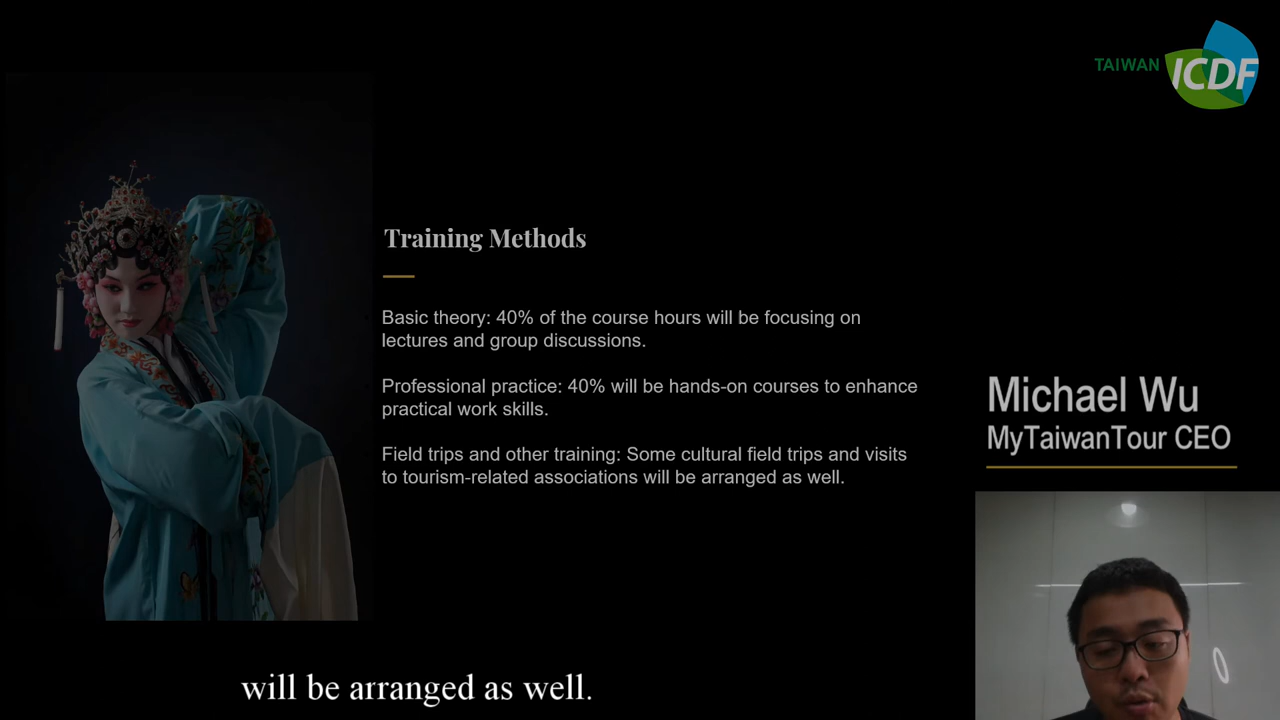 TAIWAN ICDF
Training Methods
Basic theory: 40% of the course hours will be focusing on
lectures and group discussions.
Professional practice: 40% will be hands-on courses to enhance
practical work skills.
Field trips and other training: Some cultural field trips and visits
to tourism-related associations will be arranged as well.
Michael Wu
MyTaiwanTour CEO
will be arranged as well.